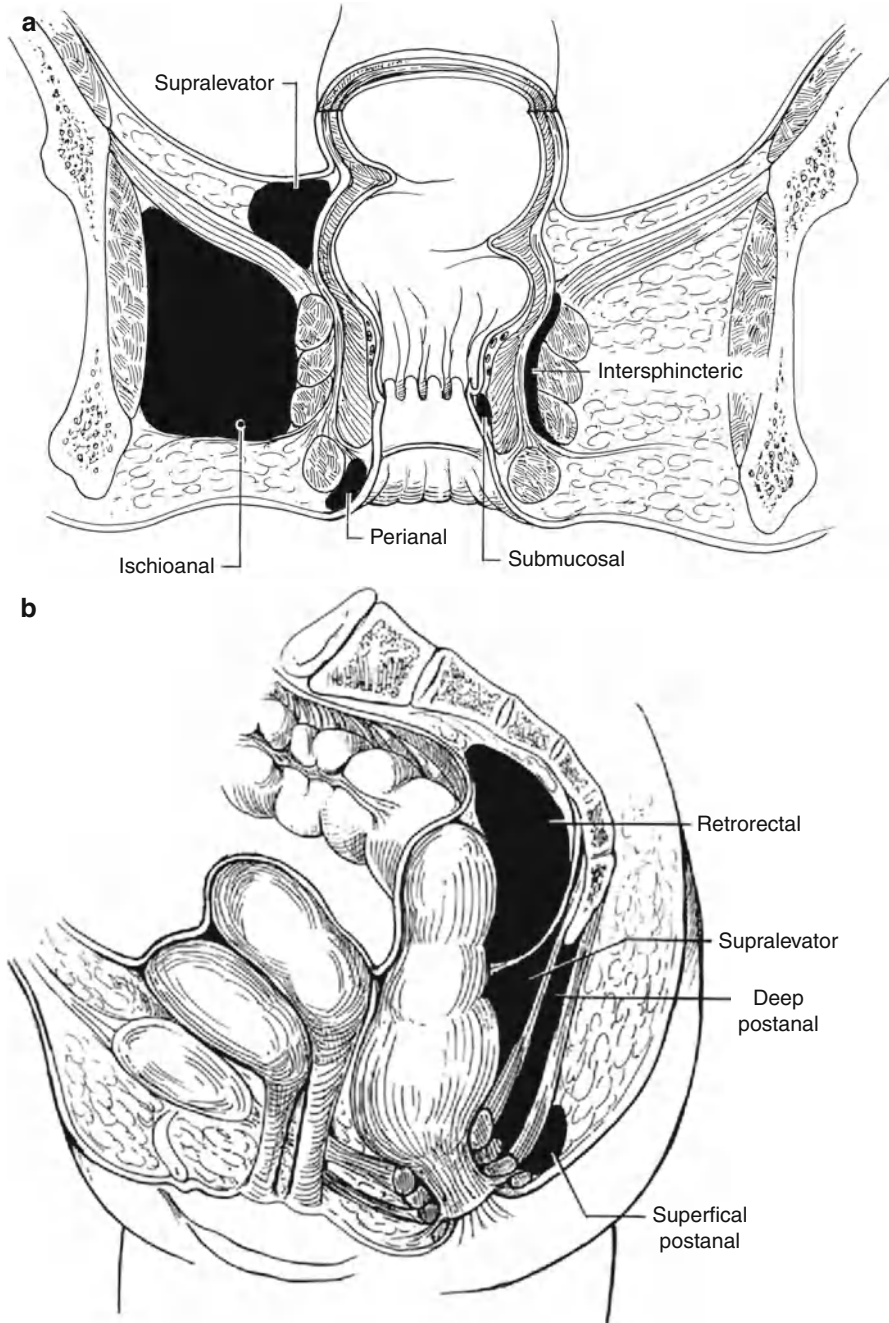 a
Supralevator
Intersphincteric
Perianal
Submucosal
Ischioanal
b
Retrorectal
Supralevator
Deep
postanal
Superfical
postanal